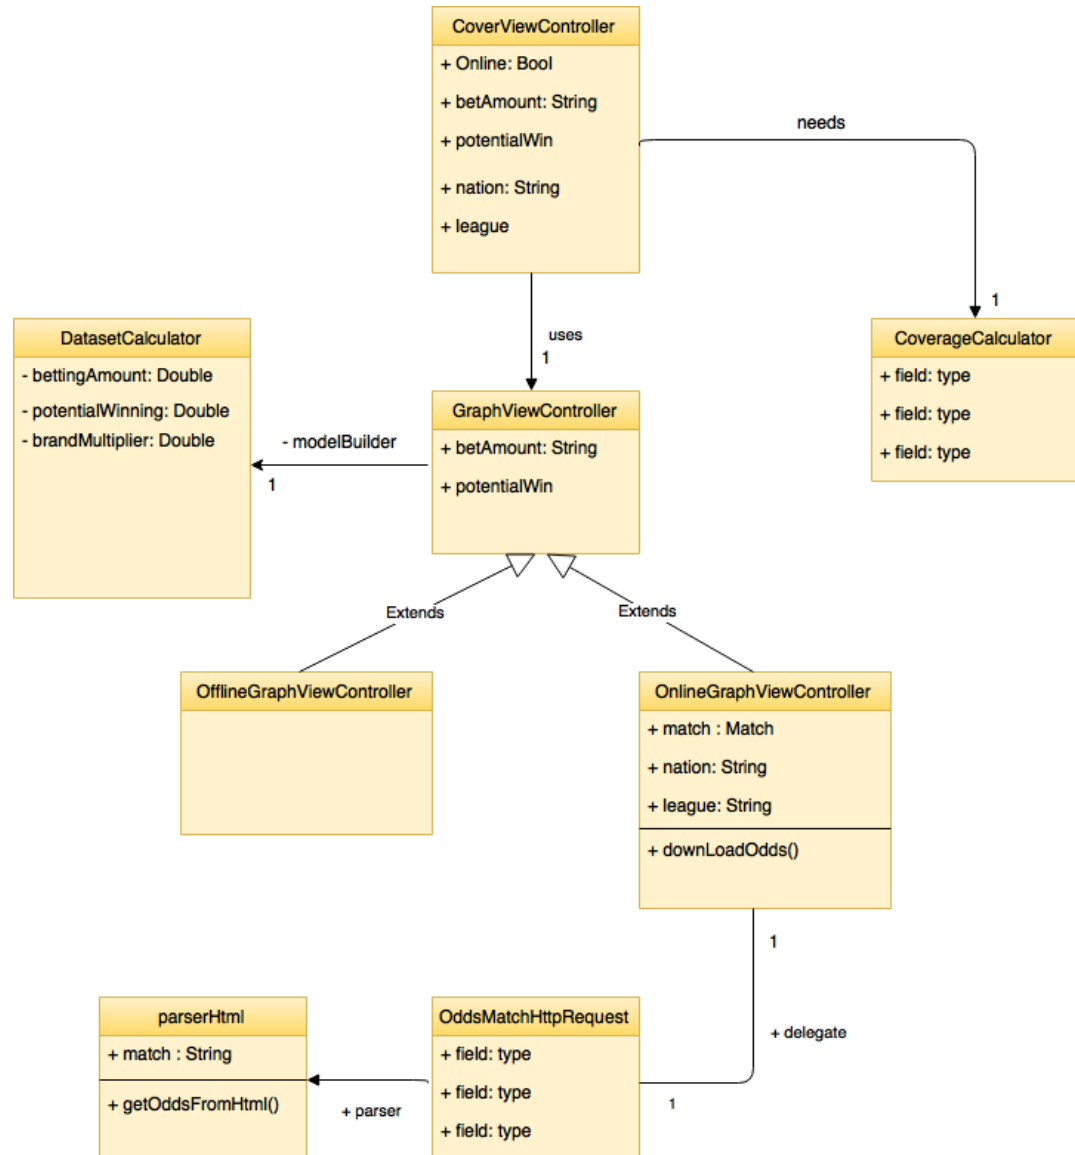 CoverViewController
+ Online: Bool
+ betAmount: String
+ potentialWin
+ nation: String
+ league
needs
1
uses
1
DatasetCalculator
- bettingAmount: Double
- potentialWinning: Double
- brandMultiplier: Double
CoverageCalculator
+ field: type
+ field: type
+ field: type
GraphViewController
+ betAmount: String
+ potentialWin
- modelBuilder
1
Extends
Extends
OfflineGraphViewController
OnlineGraphViewController
+ match : Match
+ nation: String
+ league: String
+ downLoadOdds()
1
+ delegate
1
parserHtml
+ match : String
+ getOddsFromHtml()
+ parser
OddsMatchHttpRequest
+ field: type
+ field: type
+ field: type